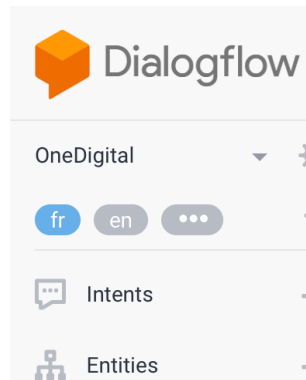 Dialogflow
OneDigital
fr en •••
Intents
Entities